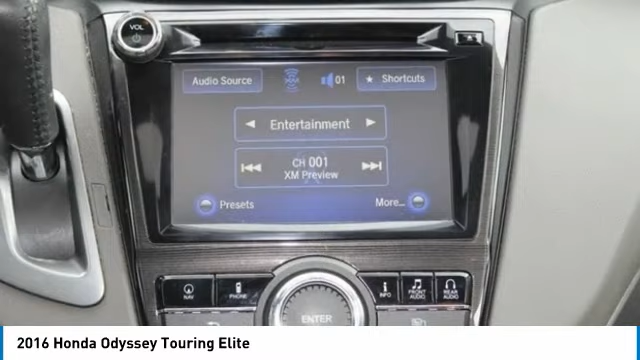 VOL
Audio Source
XM
01
★ Shortcuts
Entertainment
CH 001
XM Preview
Presets
More...
NAV
PHONE
INFO
FRONT AUDIO
REAR AUDIO
ENTER
2016 Honda Odyssey Touring Elite